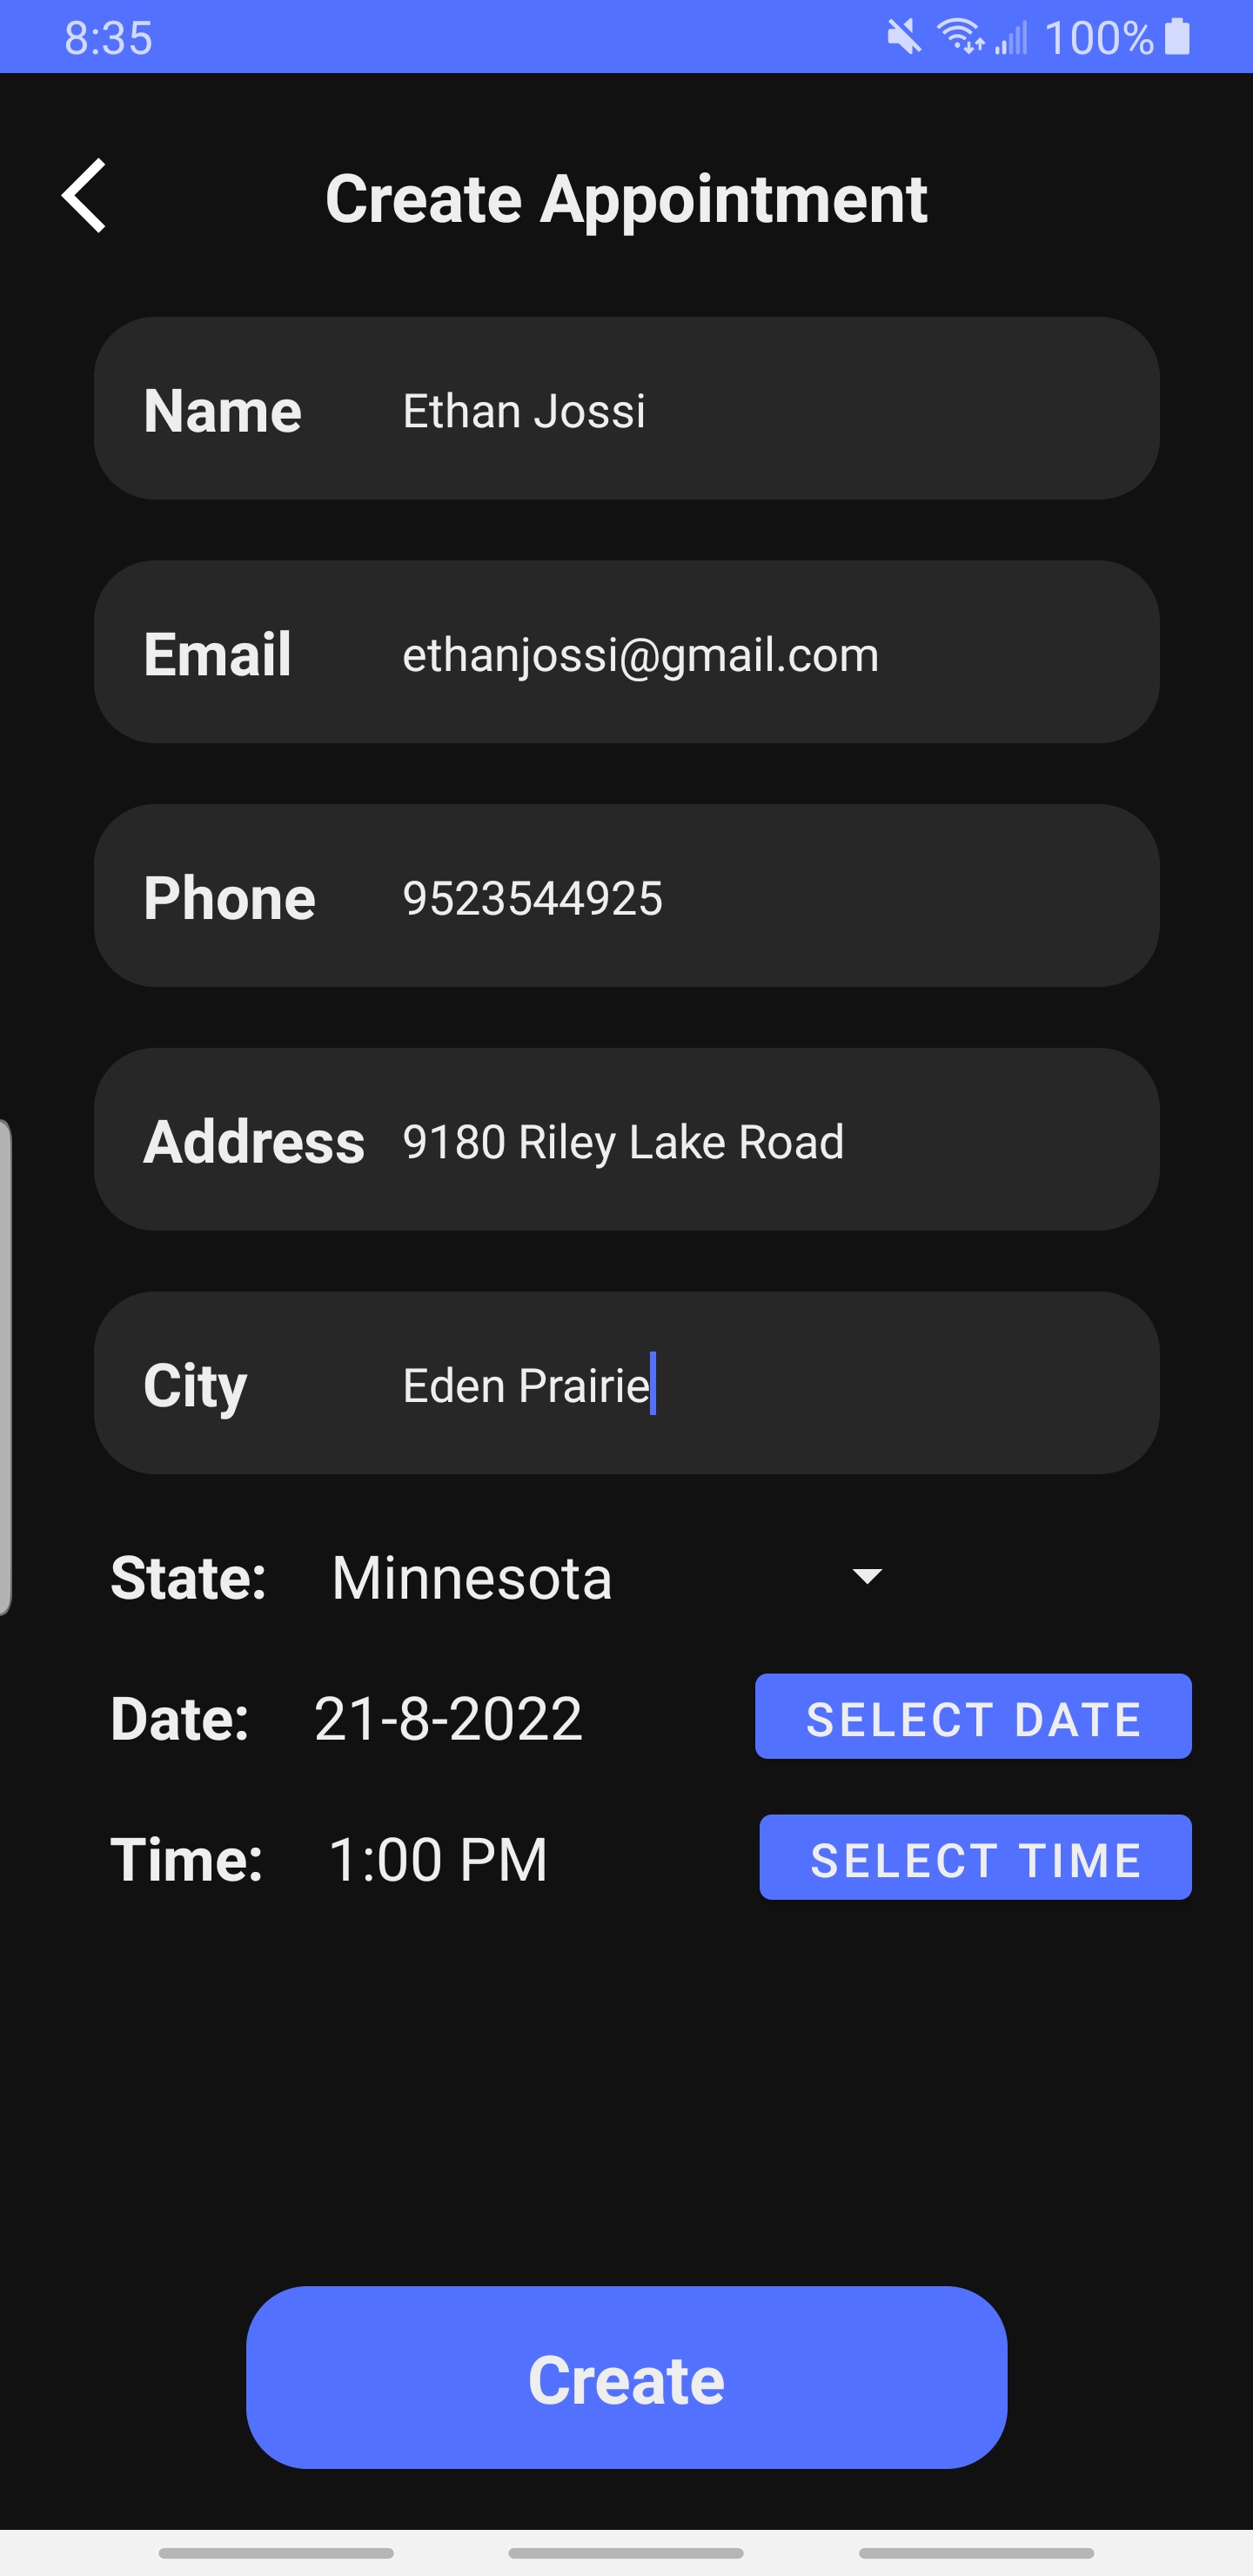 8:35 100%
Create Appointment
Name Ethan Jossi
Email ethanjossi@gmail.com
Phone 9523544925
Address 9180 Riley Lake Road
City Eden Prairie
State: Minnesota
Date: 21-8-2022 SELECT DATE
Time: 1:00 PM SELECT TIME
Create